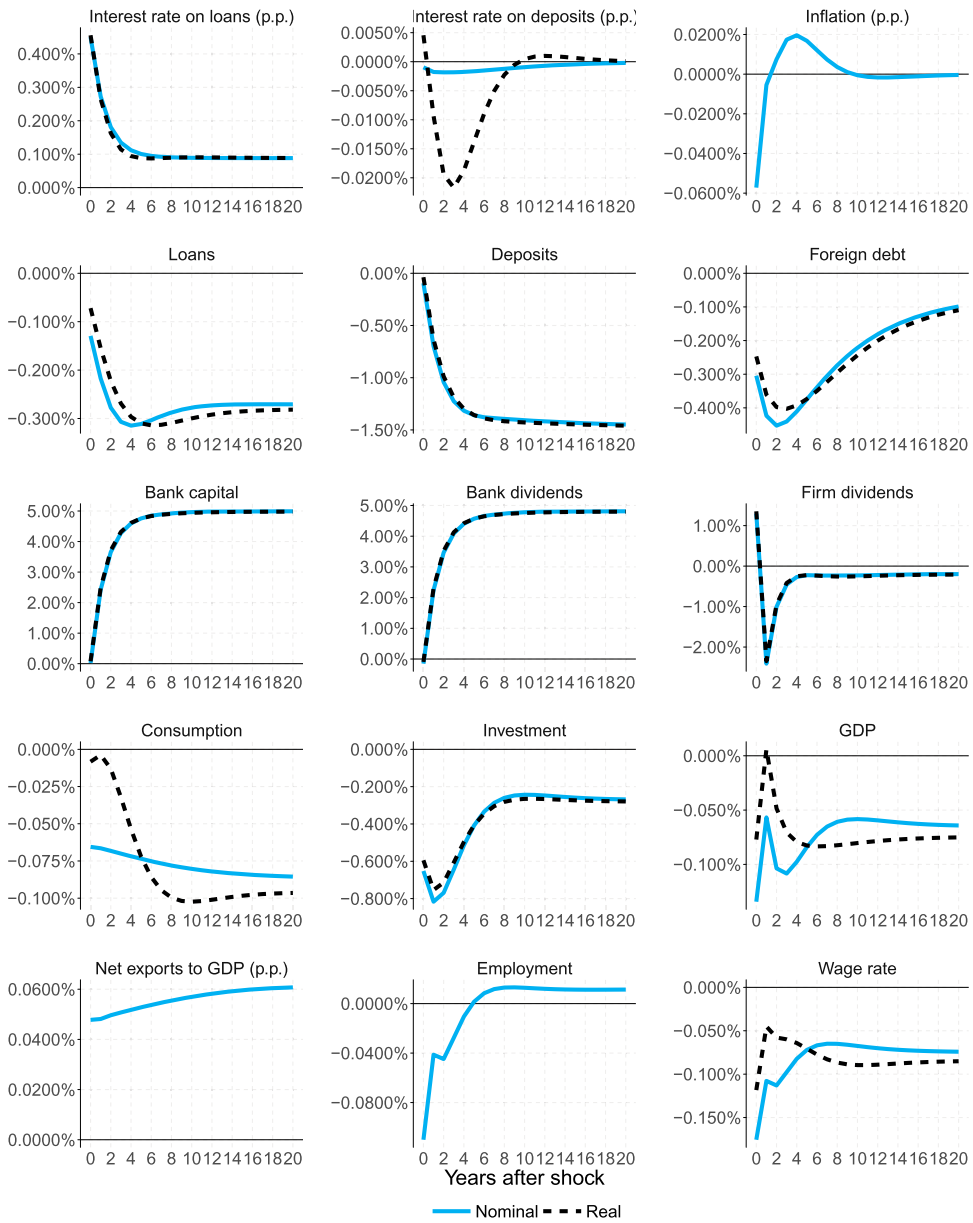 Interest rate on loans (p.p.)
0.400%
0.300%
0.200%
0.100%
0.000%
0 2 4 6 8 10 12 14 16 18 20
Interest rate on deposits (p.p.)
0.0050%
0.0000%
−0.0050%
−0.0100%
−0.0150%
−0.0200%
0 2 4 6 8 10 12 14 16 18 20
Inflation (p.p.)
0.0200%
0.0000%
−0.0200%
−0.0400%
−0.0600%
0 2 4 6 8 10 12 14 16 18 20
Loans
0.000%
−0.100%
−0.200%
−0.300%
0 2 4 6 8 10 12 14 16 18 20
Deposits
0.00%
−0.50%
−1.00%
−1.50%
0 2 4 6 8 10 12 14 16 18 20
Foreign debt
0.000%
−0.100%
−0.200%
−0.300%
−0.400%
0 2 4 6 8 10 12 14 16 18 20
Bank capital
5.00%
4.00%
3.00%
2.00%
1.00%
0.00%
0 2 4 6 8 10 12 14 16 18 20
Bank dividends
5.00%
4.00%
3.00%
2.00%
1.00%
0.00%
0 2 4 6 8 10 12 14 16 18 20
Firm dividends
1.00%
0.00%
−1.00%
−2.00%
0 2 4 6 8 10 12 14 16 18 20
Consumption
0.000%
−0.025%
−0.050%
−0.075%
−0.100%
0 2 4 6 8 10 12 14 16 18 20
Investment
0.000%
−0.200%
−0.400%
−0.600%
−0.800%
0 2 4 6 8 10 12 14 16 18 20
GDP
0.000%
−0.050%
−0.100%
0 2 4 6 8 10 12 14 16 18 20
Net exports to GDP (p.p.)
0.0600%
0.0400%
0.0200%
0.0000%
0 2 4 6 8 10 12 14 16 18 20
Employment
0.0000%
−0.0400%
−0.0800%
0 2 4 6 8 10 12 14 16 18 20
Wage rate
0.000%
−0.050%
−0.100%
−0.150%
0 2 4 6 8 10 12 14 16 18 20
Years after shock
Nominal Real